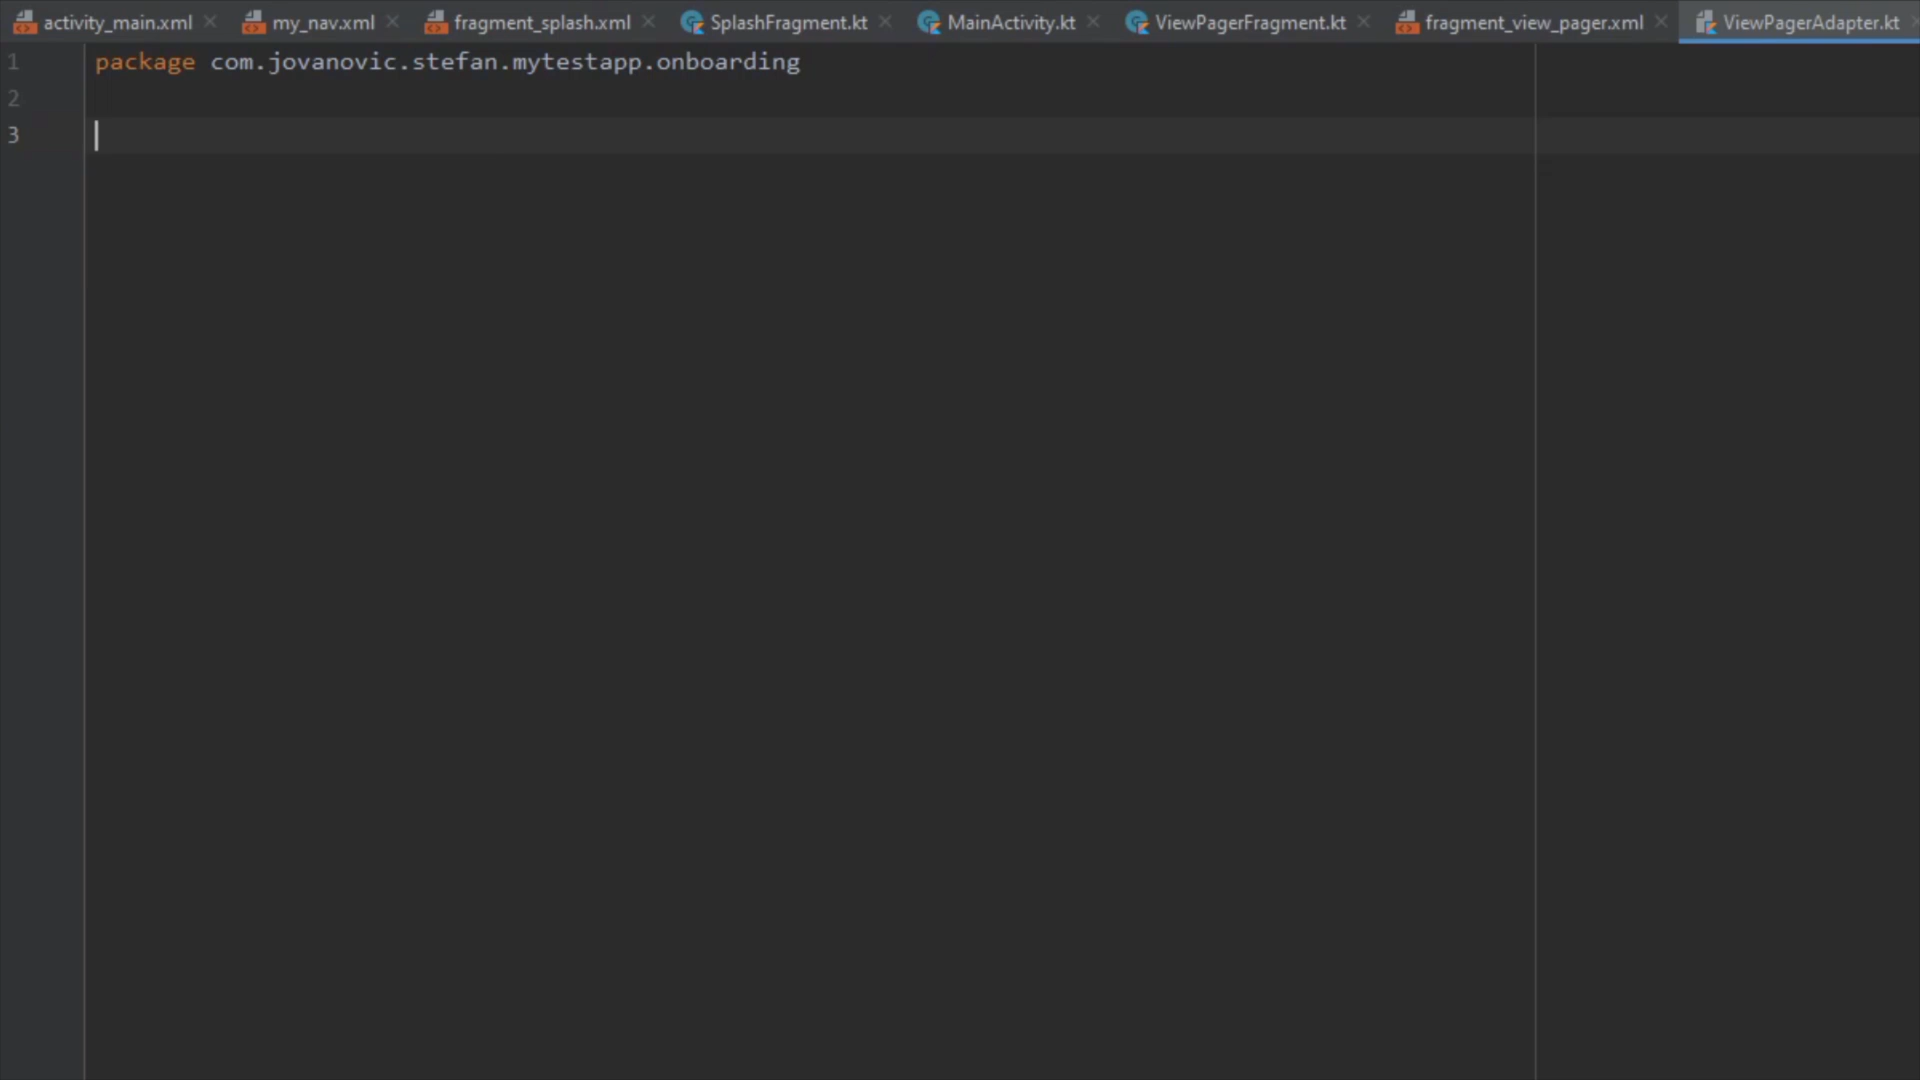 activity_main.xml my_nav.xml fragment_splash.xml SplashFragment.kt MainActivity.kt ViewPagerFragment.kt fragment_view_pager.xml ViewPagerAdapter.kt
1 package com.jovanovic.stefan.mytestapp.onboarding
2
3